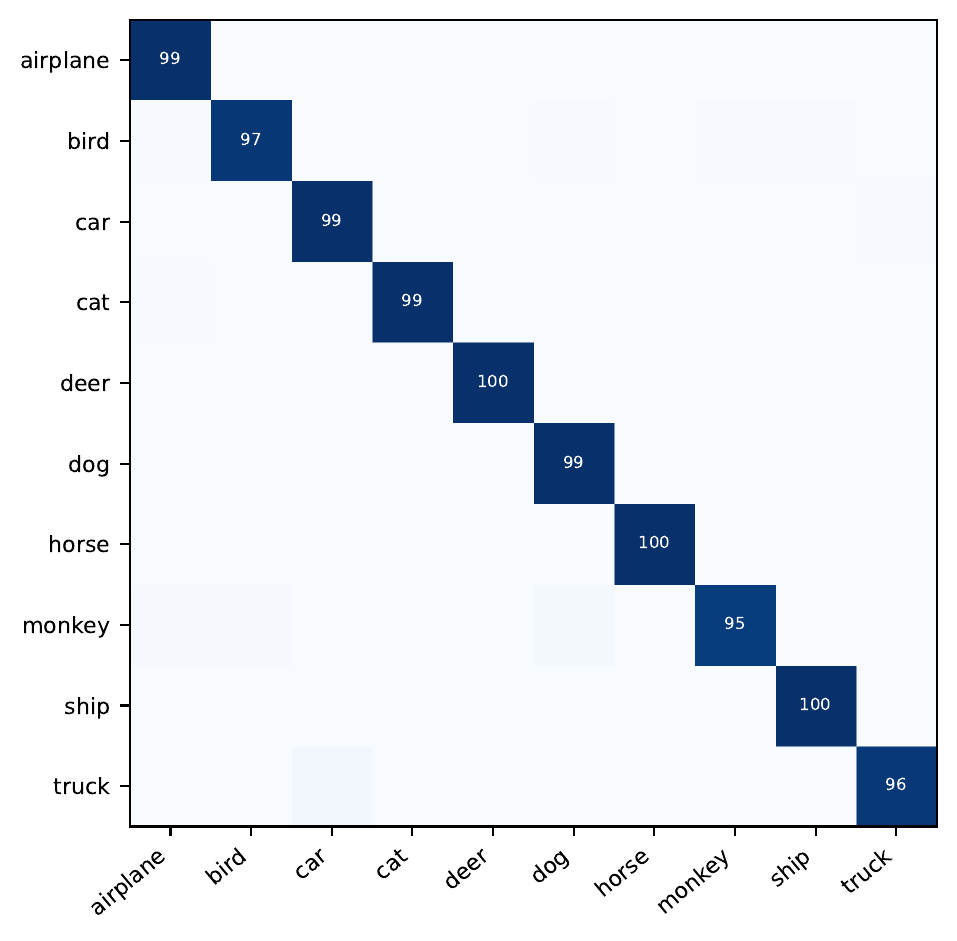 airplane 99
bird 97
car 99
cat 99
deer 100
dog 99
horse 100
monkey 95
ship 100
truck 96
airplane bird car cat deer dog horse monkey ship truck